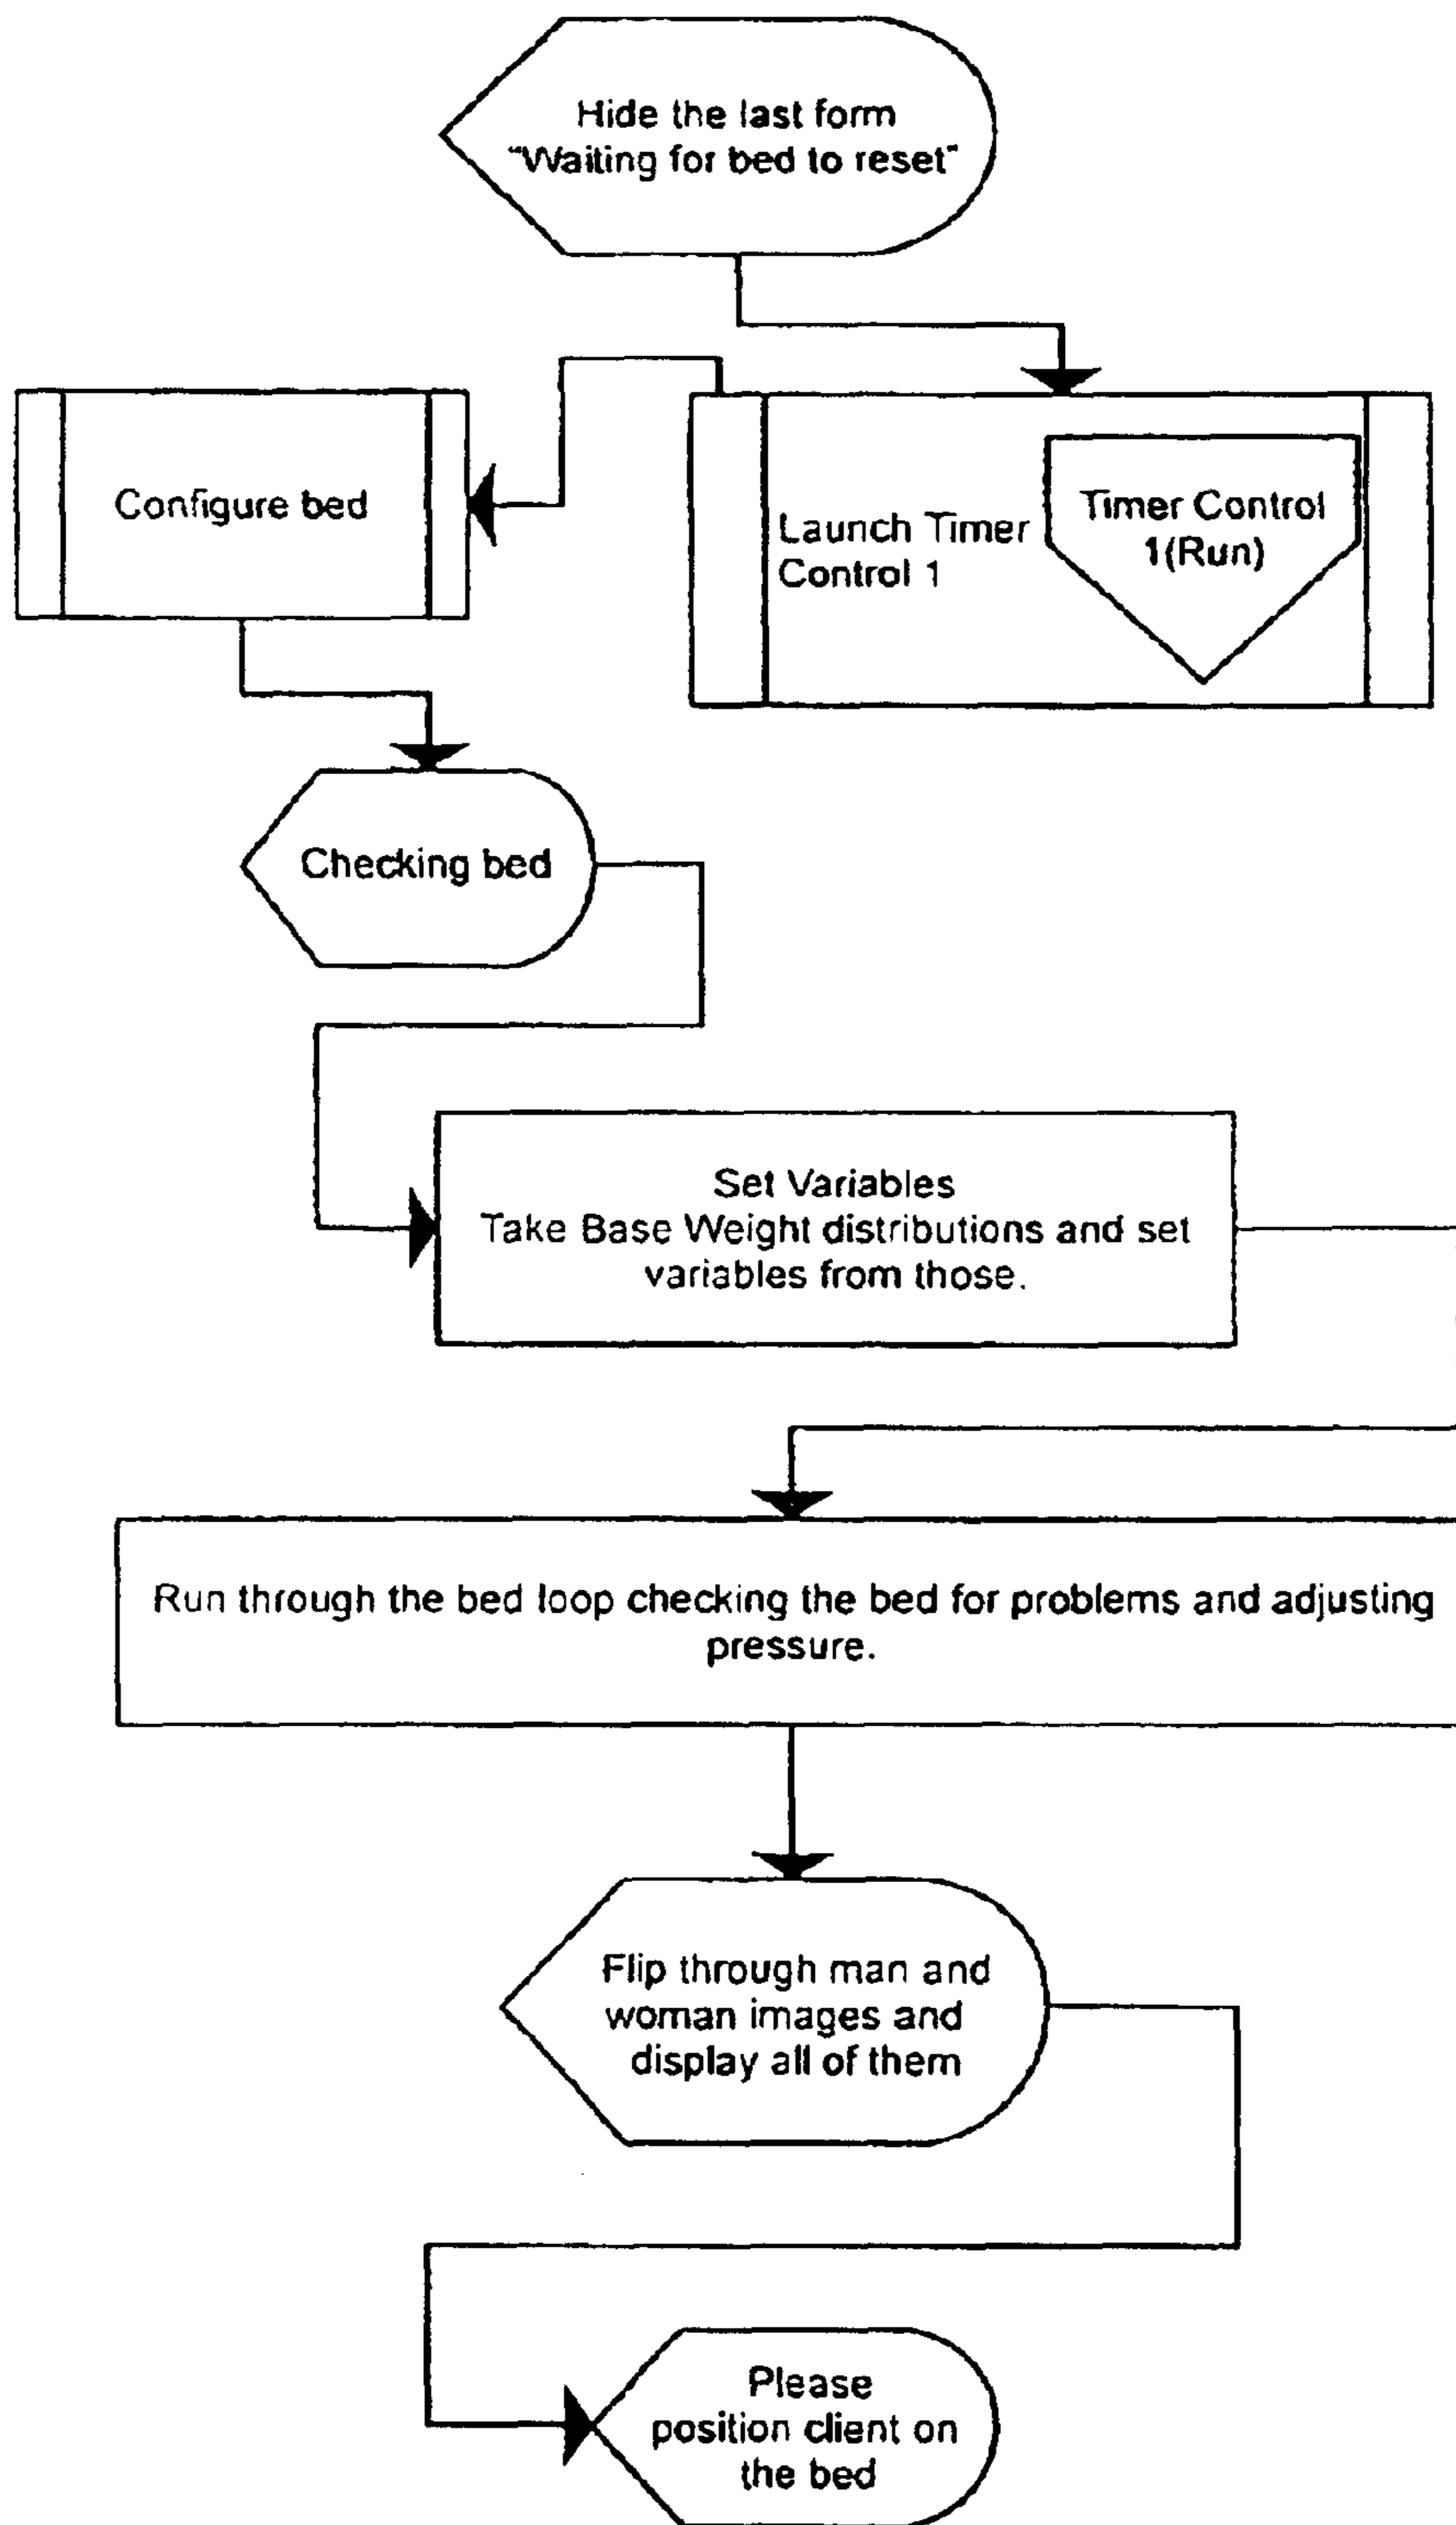 Hide the last form
"Waiting for bed to reset"
Configure bed
Launch Timer
Control 1
Timer Control
1(Run)
Checking bed
Set Variables
Take Base Weight distributions and set
variables from those.
Run through the bed loop checking the bed for problems and adjusting
pressure.
Flip through man and
woman images and
display all of them
Please
position client on
the bed